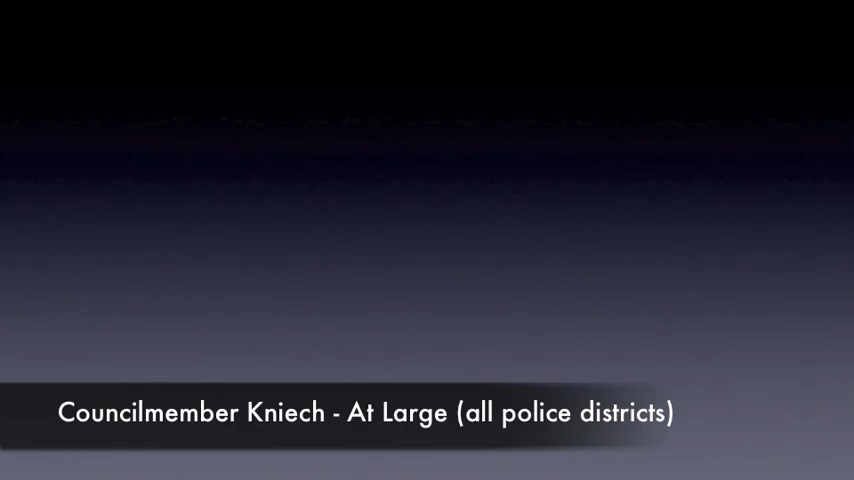 Councilmember Kniech - At Large (all police districts)